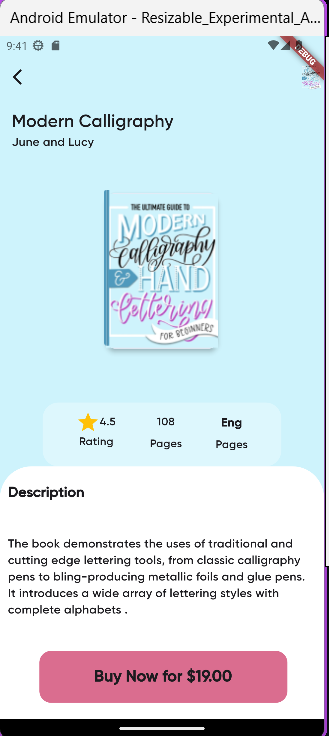 Android Emulator - Resizable_Experimental_A...
9:41
DEBUG
Modern Calligraphy
June and Lucy
THE ULTIMATE GUIDE TO
MODERN
Calligraphy
& HAND
Lettering
FOR BEGINNERS
4.5 108 Eng
Rating Pages Pages
Description
The book demonstrates the uses of traditional and
cutting edge lettering tools, from classic calligraphy
pens to bling-producing metallic foils and glue pens.
It introduces a wide array of lettering styles with
complete alphabets .
Buy Now for $19.00